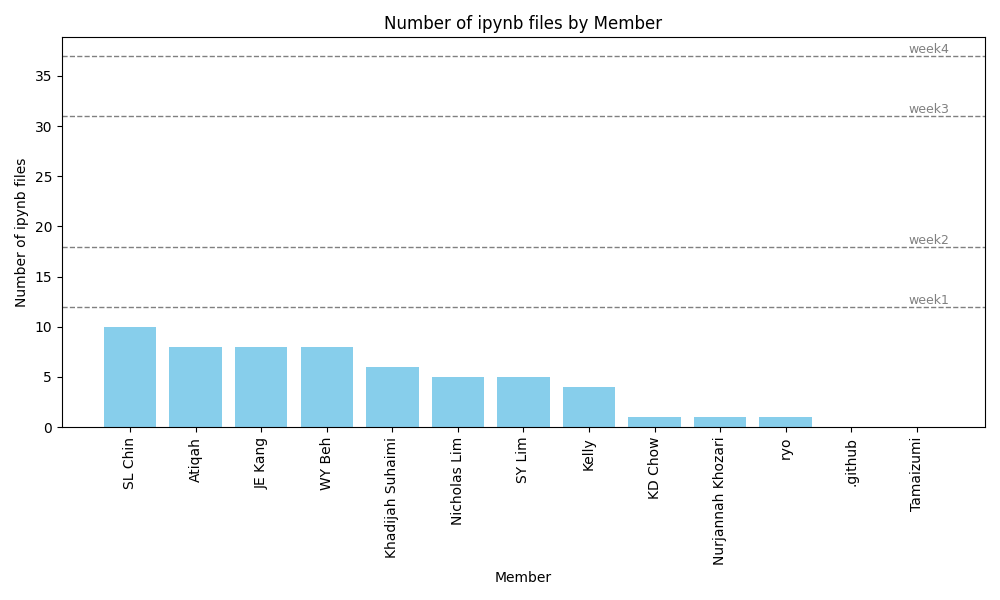 Number of ipynb files by Member
Number of ipynb files
35
30
25
20
15
10
5
0
week4
week3
week2
week1
SL Chin
Atiqah
JE Kang
WY Beh
Khadijah Suhaimi
Nicholas Lim
SY Lim
Kelly
KD Chow
Nurjannah Khozari
ryo
.github
Tamaizumi
Member